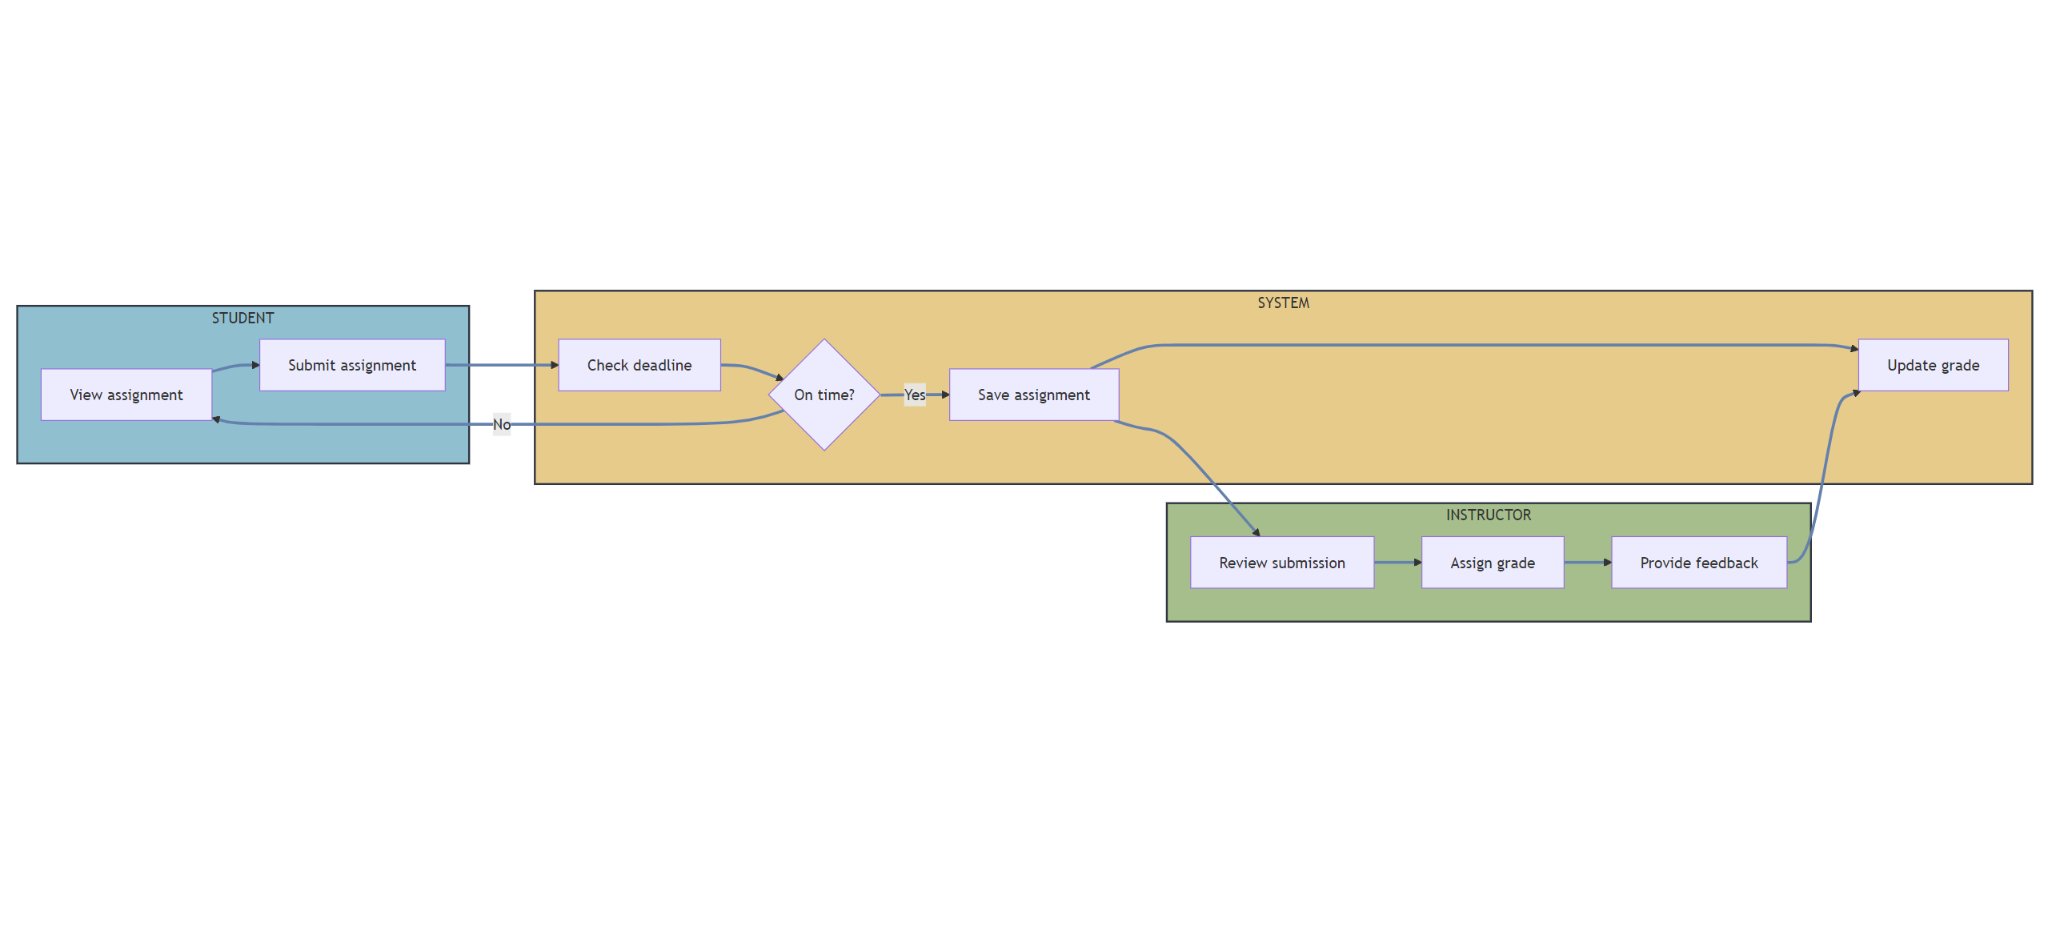 STUDENT
View assignment
Submit assignment
No
SYSTEM
Check deadline
On time?
Yes
Save assignment
Update grade
INSTRUCTOR
Review submission
Assign grade
Provide feedback